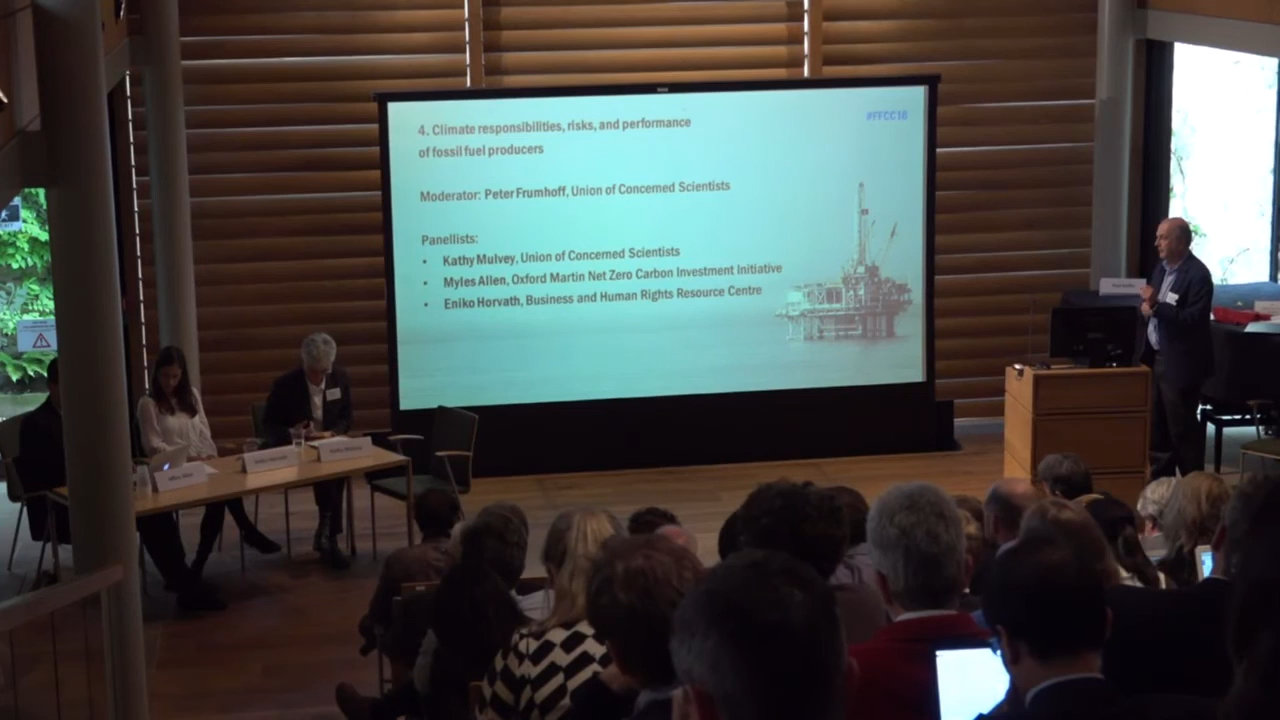 #FFCC16
4. Climate responsibilities, risks, and performance
of fossil fuel producers
Moderator: Peter Frumhoff, Union of Concerned Scientists
Panellists:
• Kathy Mulvey, Union of Concerned Scientists
• Myles Allen, Oxford Martin Net Zero Carbon Investment Initiative
• Eniko Horvath, Business and Human Rights Resource Centre